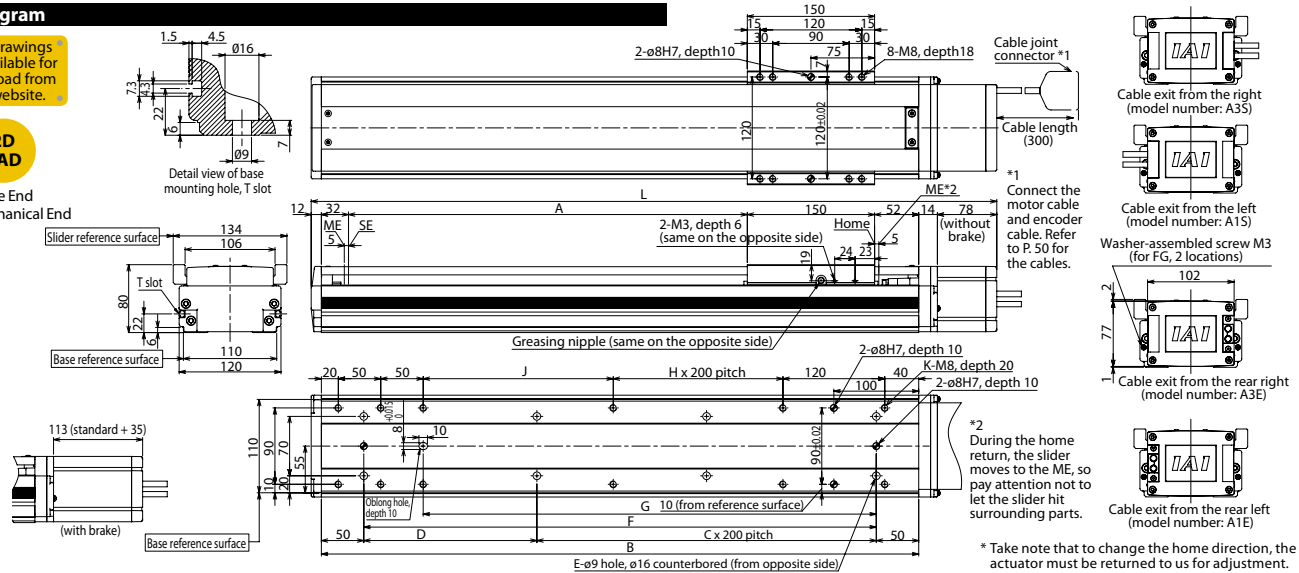 gram
rawings
ailable for
oad from
website.
RD
AD
e End
hanical End
1.5
4.5
Ø16
7.3
4.3
22
6
Ø9
7
Detail view of base
mounting hole, T slot
150
15
120
15
30
90
30
75
7
2-ø8H7, depth10
8-M8, depth18
120
120±0.02
Cable joint
connector *1
Cable length
(300)
L
12
32
A
150
52
14
78
(without
brake)
ME
SE
5
2-M3, depth 6
(same on the opposite side)
Home
ME*2
5
24
23
19
Greasing nipple (same on the opposite side)
*1
Connect the
motor cable
and encoder
cable. Refer
to P. 50 for
the cables.
Slider reference surface
134
106
T slot
80
22
6
Base reference surface
110
120
113 (standard + 35)
(with brake)
20
50
50
J
H x 200 pitch
120
40
100
2-ø8H7, depth 10
K-M8, depth 20
2-ø8H7, depth 10
110
90
70
55
10
20
8 +0.015 0
10
90±0.02
Oblong hole,
depth 10
G
10 (from reference surface)
F
50
D
C x 200 pitch
50
B
E-ø9 hole, ø16 counterbored (from opposite side)
Base reference surface
*2
During the home
return, the slider
moves to the ME, so
pay attention not to
let the slider hit
surrounding parts.
IAI
Cable exit from the right
(model number: A3S)
IAI
Cable exit from the left
(model number: A1S)
Washer-assembled screw M3
(for FG, 2 locations)
102
2
77
1
IAI
Cable exit from the rear right
(model number: A3E)
IAI
Cable exit from the rear left
(model number: A1E)
* Take note that to change the home direction, the
actuator must be returned to us for adjustment.